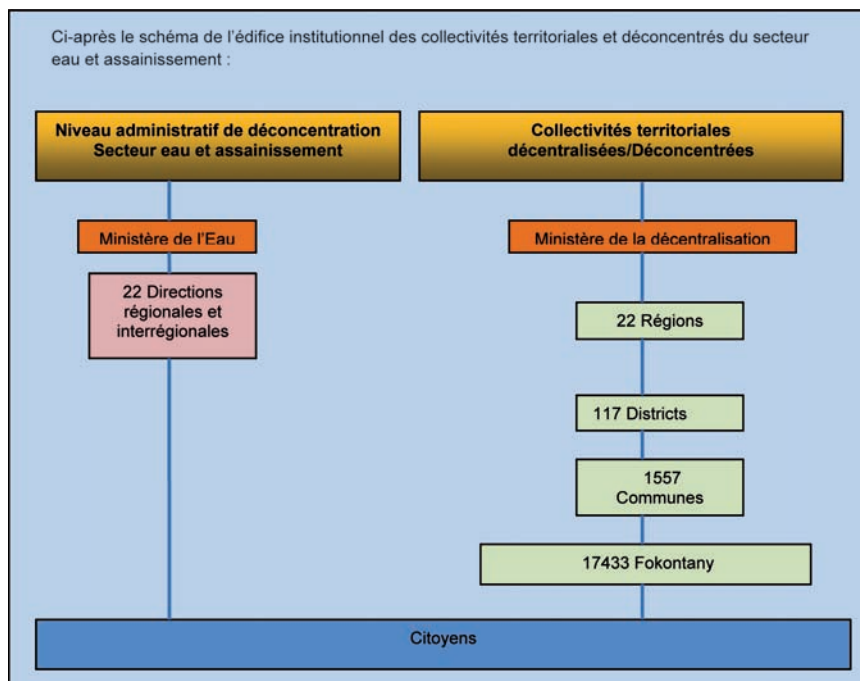 Ci-après le schéma de l'édifice institutionnel des collectivités territoriales et déconcentrés du secteur
eau et assainissement :
Niveau administratif de déconcentration
Secteur eau et assainissement
Ministère de l'Eau
22 Directions
régionales et
interrégionales
Collectivités territoriales
décentralisées/Déconcentrées
Ministère de la décentralisation
22 Régions
117 Districts
1557
Communes
17433 Fokontany
Citoyens